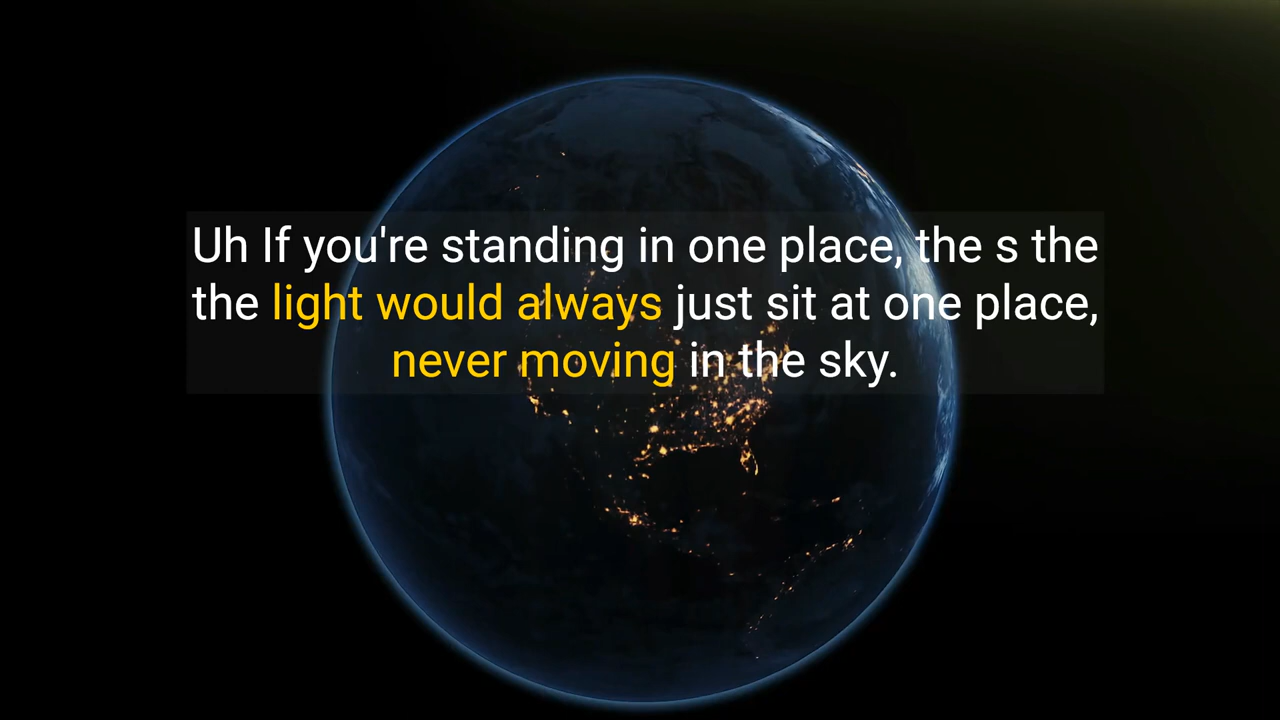 Uh If you're standing in one place, the s the
the light would always just sit at one place,
never moving in the sky.